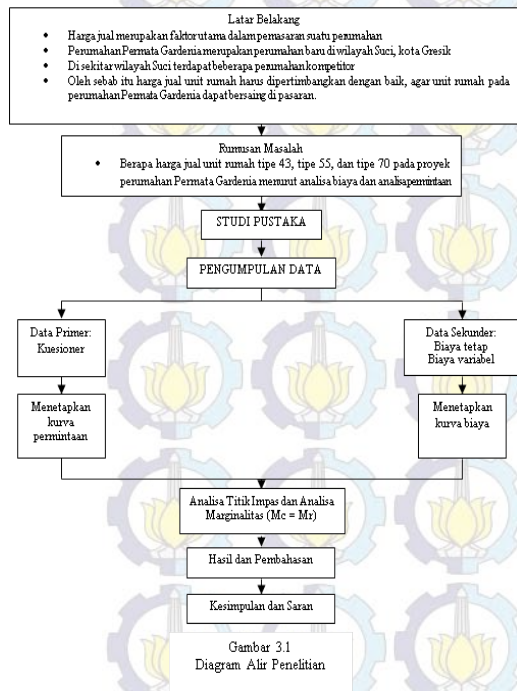 Latar Belakang
• Harga jual merupakan faktor utama dalam pemasaran suatu perumahan
• Perumahan Permata Gardenia merupakan perumahan baru di wilayah Suci, kota Gresik
• Di sekitar wilayah Suci terdapat beberapa perumahan kompetitor
• Oleh sebab itu harga jual unit rumah harus dipertimbangkan dengan baik, agar unit rumah pada
perumahan Permata Gardenia dapat bersaing di pasaran.
Rumusan Masalah
• Berapa harga jual unit rumah tipe 43, tipe 55, dan tipe 70 pada proyek
perumahan Permata Gardenia menurut analisa biaya dan analisa permintaan
STUDI PUSTAKA
PENGUMPULAN DATA
Data Primer:
Kuesioner
Data Sekunder:
Biaya tetap
Biaya variabel
Menetapkan
kurva
permintaan
Menetapkan
kurva biaya
Analisa Titik Impas dan Analisa
Marginalitas (Mc = Mr)
Hasil dan Pembahasan
Kesimpulan dan Saran
Gambar 3.1
Diagram Alir Penelitian